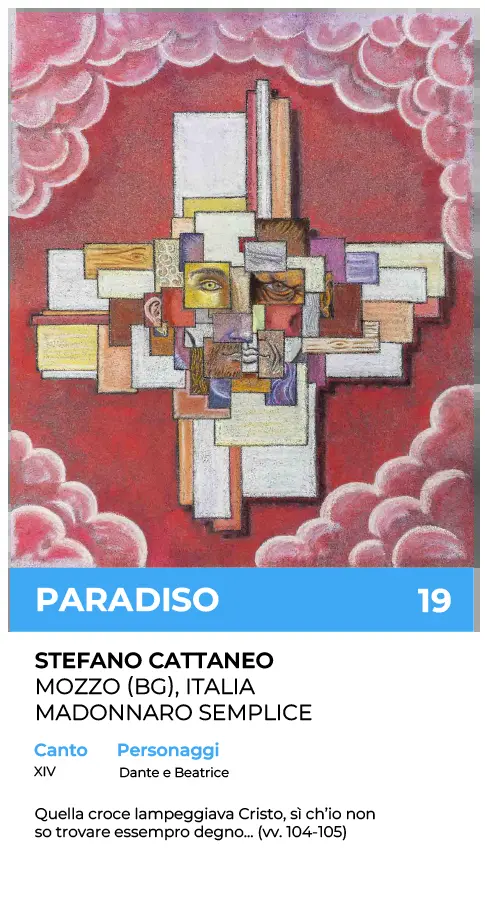 PARADISO 19
STEFANO CATTANEO
MOZZO (BG), ITALIA
MADONNARO SEMPLICE
Canto Personaggi
XIV Dante e Beatrice
Quella croce lampeggiava Cristo, sì ch’io non
so trovare essempro degno... (vv. 104-105)